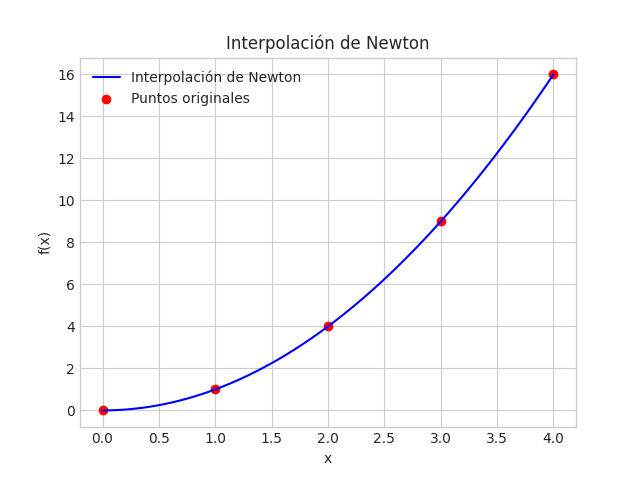 Interpolación de Newton
Interpolación de Newton
Puntos originales
16
14
12
10
8
6
4
2
0
f(x)
0.0 0.5 1.0 1.5 2.0 2.5 3.0 3.5 4.0
x